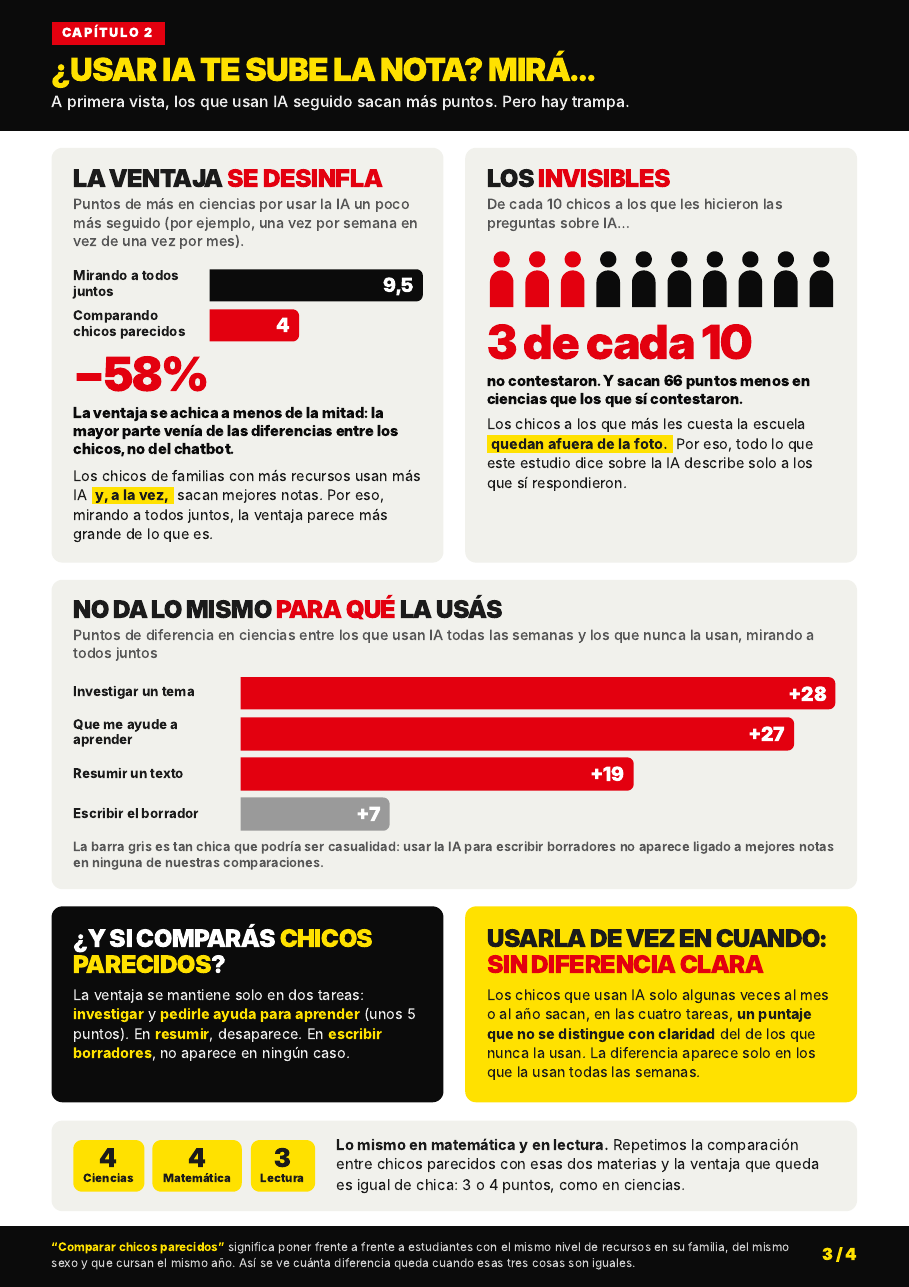 CAPÍTULO 2
¿USAR IA TE SUBE LA NOTA? MIRÁ...
A primera vista, los que usan IA seguido sacan más puntos. Pero hay trampa.
LA VENTAJA SE DESINFLA
Puntos de más en ciencias por usar la IA un poco
más seguido (por ejemplo, una vez por semana en
vez de una vez por mes).
Mirando a todos
juntos
9,5
Comparando
chicos parecidos
4
–58%
La ventaja se achica a menos de la mitad: la
mayor parte venía de las diferencias entre los
chicos, no del chatbot.
Los chicos de familias con más recursos usan más
IA y, a la vez, sacan mejores notas. Por eso,
mirando a todos juntos, la ventaja parece más
grande de lo que es.
LOS INVISIBLES
De cada 10 chicos a los que les hicieron las
preguntas sobre IA...
3 de cada 10
no contestaron. Y sacan 66 puntos menos en
ciencias que los que sí contestaron.
Los chicos a los que más les cuesta la escuela
quedan afuera de la foto. Por eso, todo lo que
este estudio dice sobre la IA describe solo a los
que sí respondieron.
NO DA LO MISMO PARA QUÉ LA USÁS
Puntos de diferencia en ciencias entre los que usan IA todas las semanas y los que nunca la usan, mirando a
todos juntos
Investigar un tema
+28
Que me ayude a
aprender
+27
Resumir un texto
+19
Escribir el borrador
+7
La barra gris es tan chica que podría ser casualidad: usar la IA para escribir borradores no aparece ligado a mejores notas
en ninguna de nuestras comparaciones.
¿Y SI COMPARÁS CHICOS
PARECIDOS?
La ventaja se mantiene solo en dos tareas:
investigar y pedirle ayuda para aprender (unos 5
puntos). En resumir, desaparece. En escribir
borradores, no aparece en ningún caso.
USARLA DE VEZ EN CUANDO:
SIN DIFERENCIA CLARA
Los chicos que usan IA solo algunas veces al mes
o al año sacan, en las cuatro tareas, un puntaje
que no se distingue con claridad del de los que
nunca la usan. La diferencia aparece solo en los
que la usan todas las semanas.
4
Ciencias
4
Matemática
3
Lectura
Lo mismo en matemática y en lectura. Repetimos la comparación
entre chicos parecidos con esas dos materias y la ventaja que queda
es igual de chica: 3 o 4 puntos, como en ciencias.
“Comparar chicos parecidos” significa poner frente a frente a estudiantes con el mismo nivel de recursos en su familia, del mismo
sexo y que cursan el mismo año. Así se ve cuánta diferencia queda cuando esas tres cosas son iguales.
3 / 4